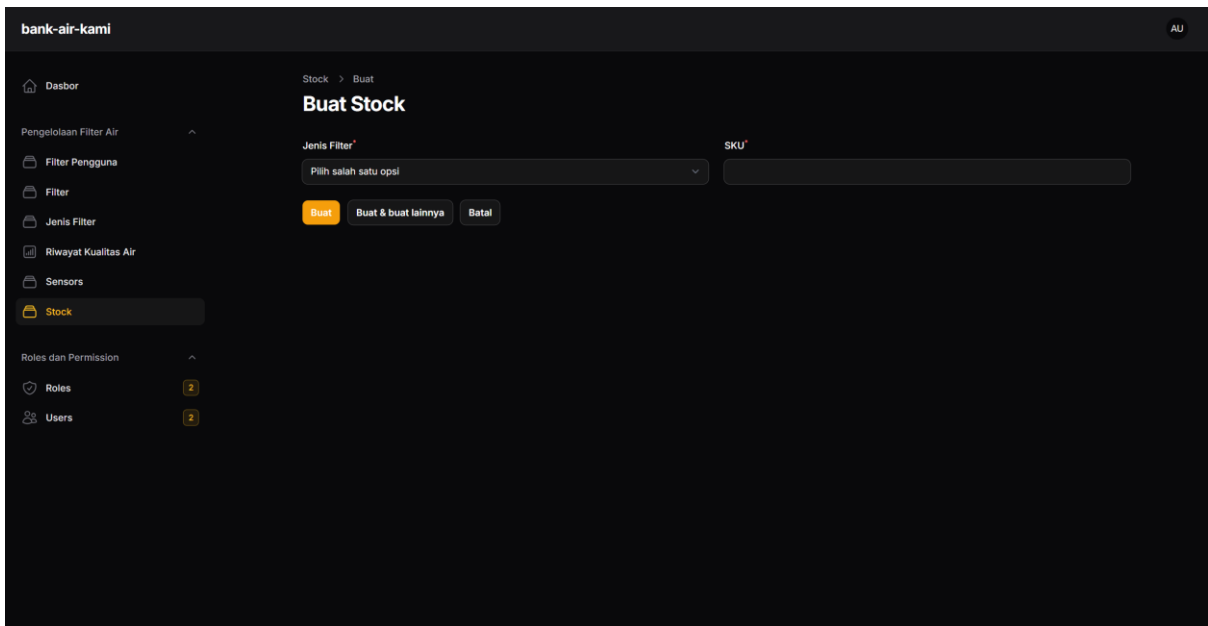 bank-air-kami
AU
Dasbor
Pengelolaan Filter Air
Filter Pengguna
Filter
Jenis Filter
Riwayat Kualitas Air
Sensors
Stock
Roles dan Permission
Roles 2
Users 2
Stock > Buat
Buat Stock
Jenis Filter*
Pilih salah satu opsi
SKU*
Buat
Buat & buat lainnya
Batal